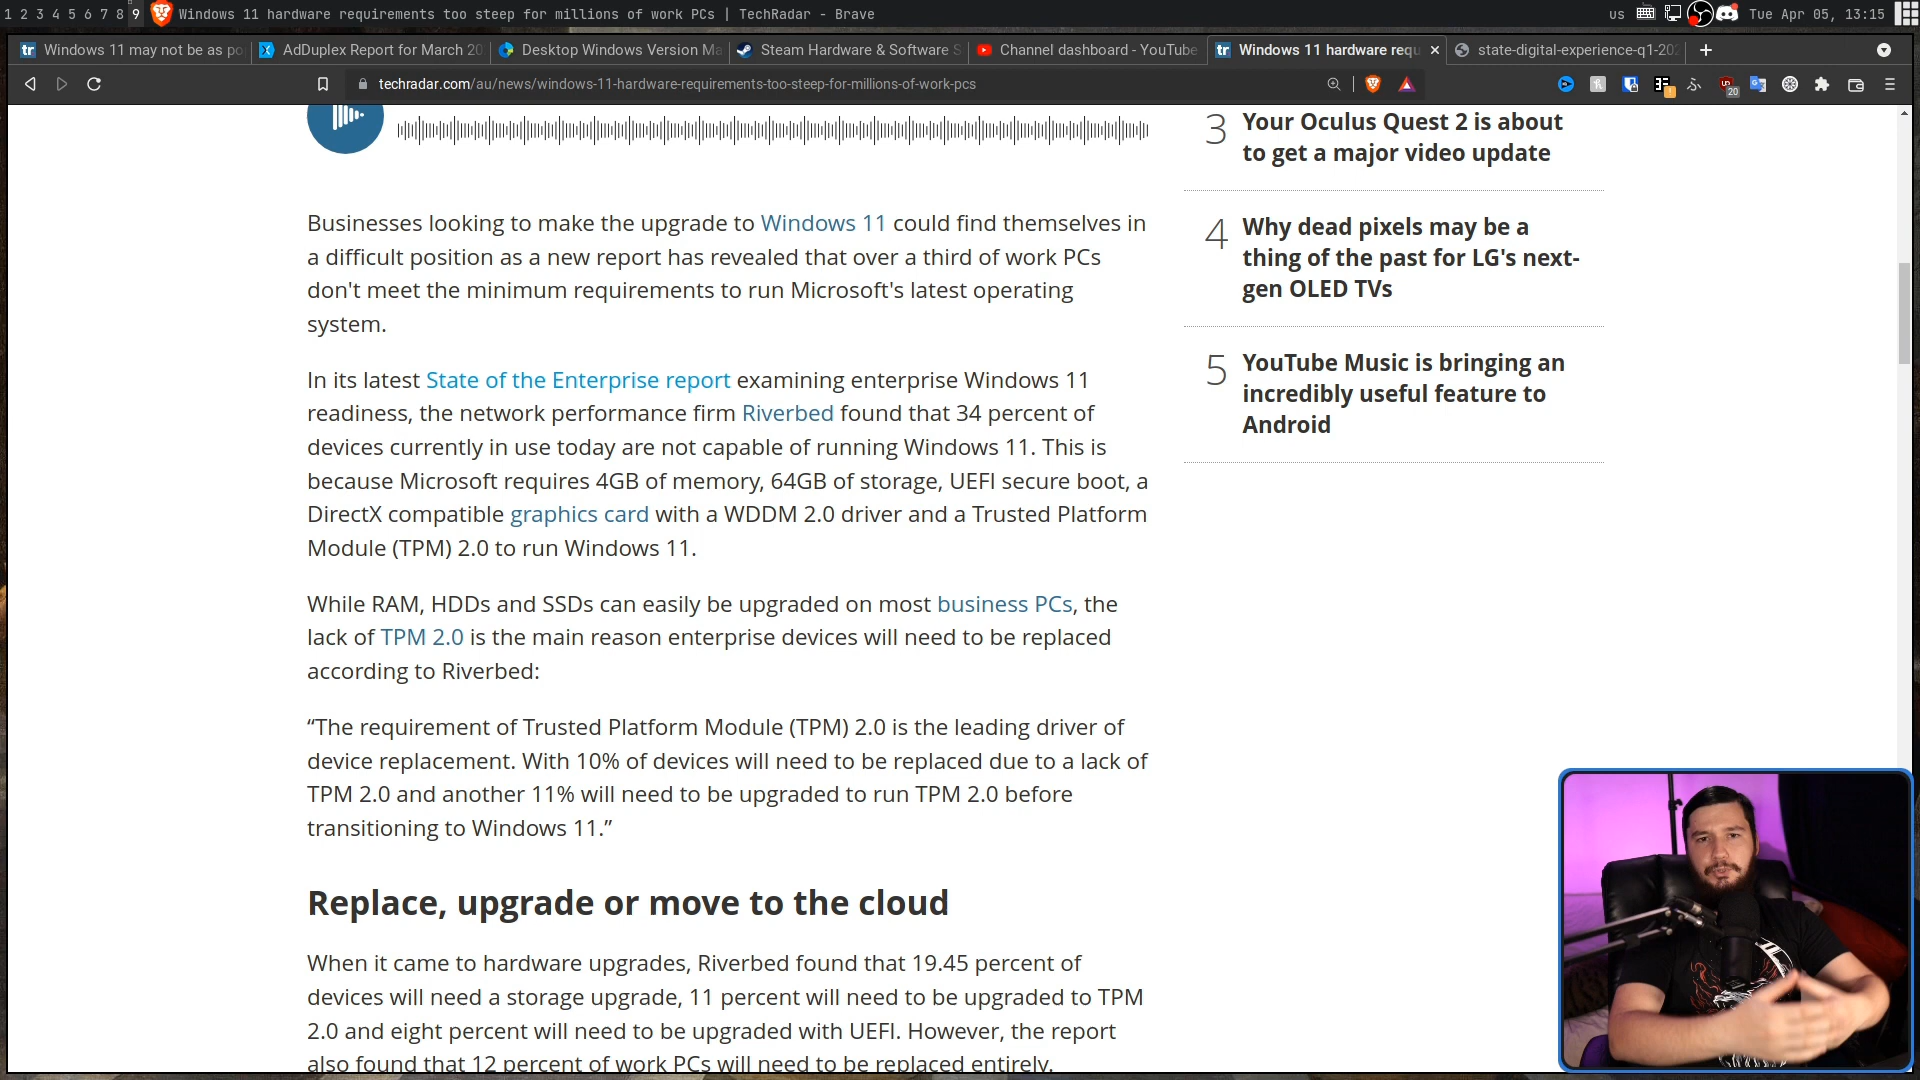 1 2 3 4 5 6 7 8 9 Windows 11 hardware requirements too steep for millions of work PCs | TechRadar - Brave
us Tue Apr 05, 13:15
tr Windows 11 may not be as po
AdDuplex Report for March 20
Desktop Windows Version Ma
Steam Hardware & Software S
Channel dashboard - YouTube
tr Windows 11 hardware requ
state-digital-experience-q1-202
techradar.com/au/news/windows-11-hardware-requirements-too-steep-for-millions-of-work-pcs
20
Businesses looking to make the upgrade to Windows 11 could find themselves in
a difficult position as a new report has revealed that over a third of work PCs
don't meet the minimum requirements to run Microsoft's latest operating
system.
In its latest State of the Enterprise report examining enterprise Windows 11
readiness, the network performance firm Riverbed found that 34 percent of
devices currently in use today are not capable of running Windows 11. This is
because Microsoft requires 4GB of memory, 64GB of storage, UEFI secure boot, a
DirectX compatible graphics card with a WDDM 2.0 driver and a Trusted Platform
Module (TPM) 2.0 to run Windows 11.
While RAM, HDDs and SSDs can easily be upgraded on most business PCs, the
lack of TPM 2.0 is the main reason enterprise devices will need to be replaced
according to Riverbed:
“The requirement of Trusted Platform Module (TPM) 2.0 is the leading driver of
device replacement. With 10% of devices will need to be replaced due to a lack of
TPM 2.0 and another 11% will need to be upgraded to run TPM 2.0 before
transitioning to Windows 11.”
Replace, upgrade or move to the cloud
When it came to hardware upgrades, Riverbed found that 19.45 percent of
devices will need a storage upgrade, 11 percent will need to be upgraded to TPM
2.0 and eight percent will need to be upgraded with UEFI. However, the report
also found that 12 percent of work PCs will need to be replaced entirely.
3 Your Oculus Quest 2 is about
to get a major video update
4 Why dead pixels may be a
thing of the past for LG's next-
gen OLED TVs
5 YouTube Music is bringing an
incredibly useful feature to
Android